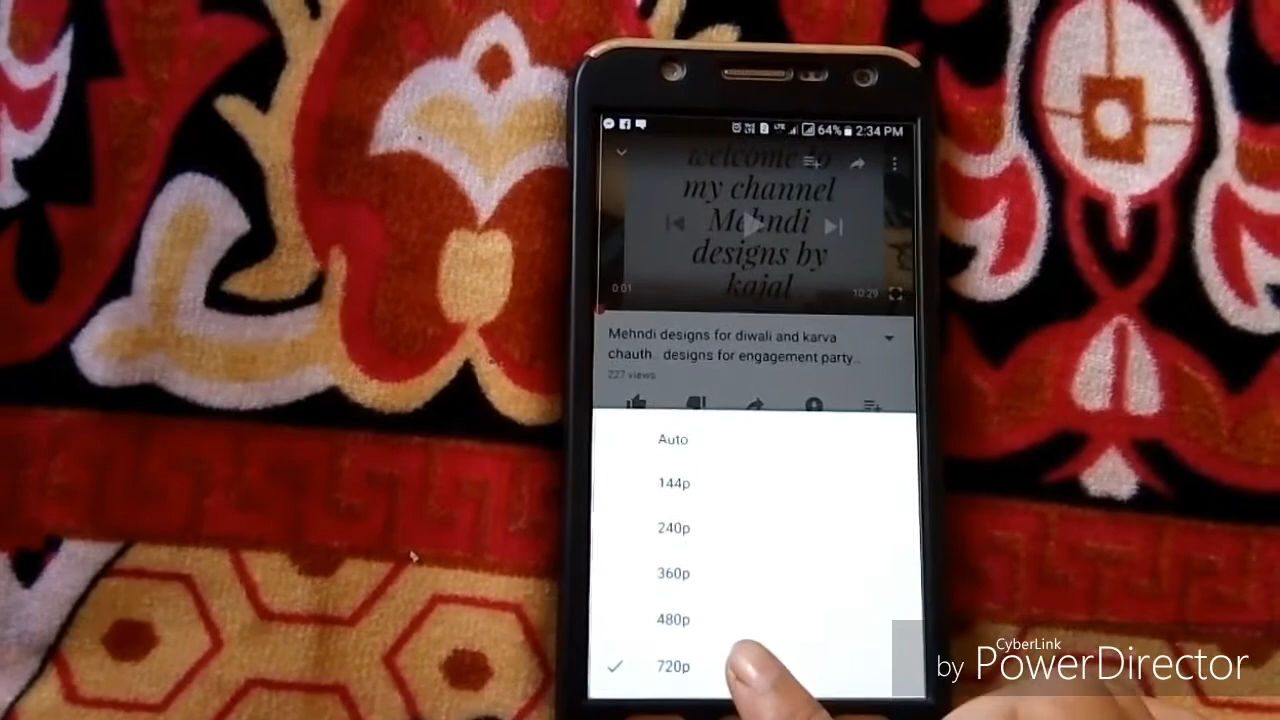 64% 2:34 PM
welcome to
my channel
Mehndi
designs by
kajal
0:01
10:29
Mehndi designs for diwali and karva
chauth.. designs for engagement party..
227 views
Auto
144p
240p
360p
480p
720p
CyberLink
by PowerDirector